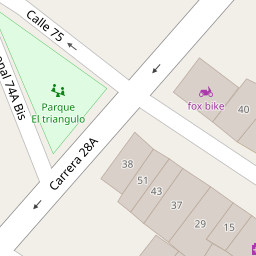 Calle 75
Parque
El triangulo
fox bike
40
onal 74A Bis
Carrera 28A
38
51
43
37
29
15